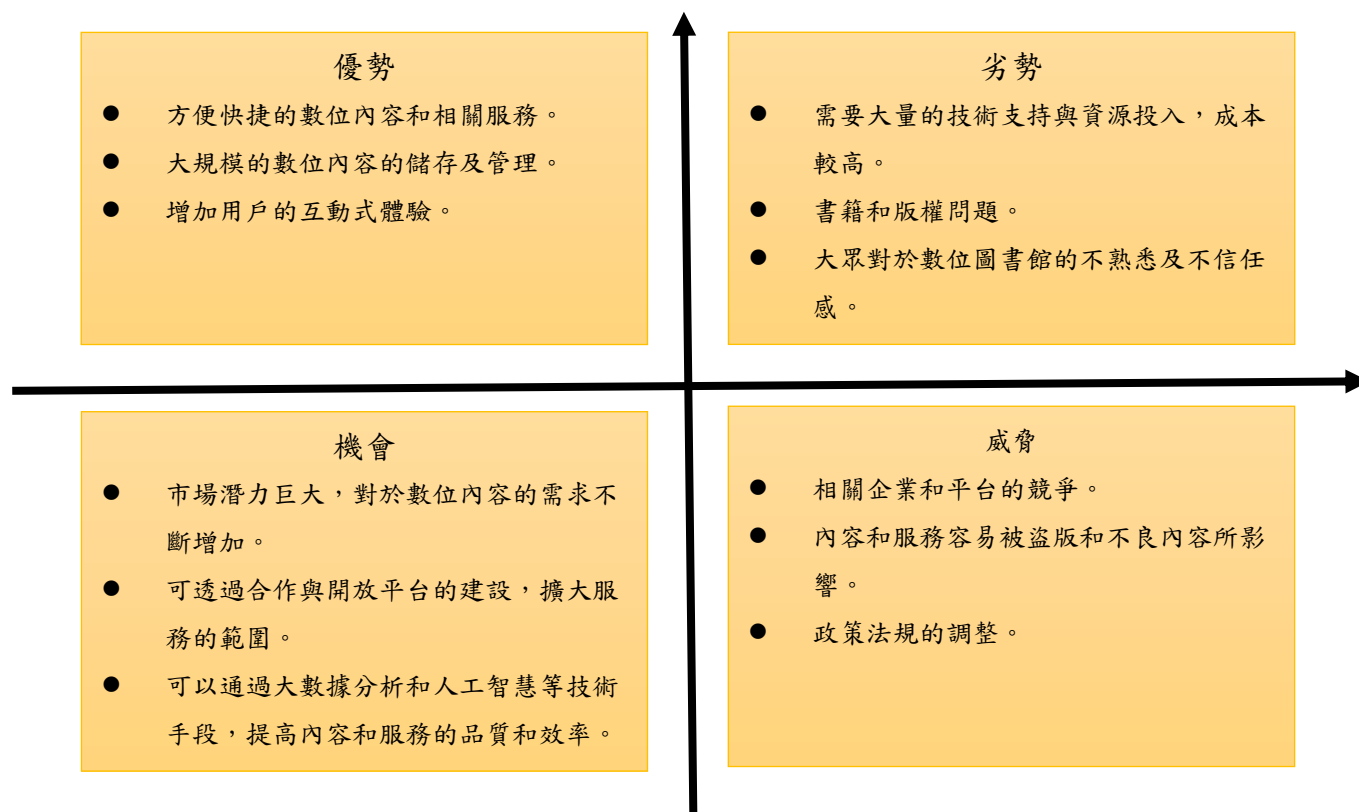 優勢
● 方便快捷的數位內容和相關服務。
● 大規模的數位內容的儲存及管理。
● 增加用戶的互動式體驗。
劣勢
● 需要大量的技術支持與資源投入，成本
較高。
● 書籍和版權問題。
● 大眾對於數位圖書館的不熟悉及不信任
感。
機會
● 市場潛力巨大，對於數位內容的需求不
斷增加。
● 可透過合作與開放平台的建設，擴大服
務的範圍。
● 可以通過大數據分析和人工智慧等技術
手段，提高內容和服務的品質和效率。
威脅
● 相關企業和平台的競爭。
● 內容和服務容易被盜版和不良內容所影
響。
● 政策法規的調整。